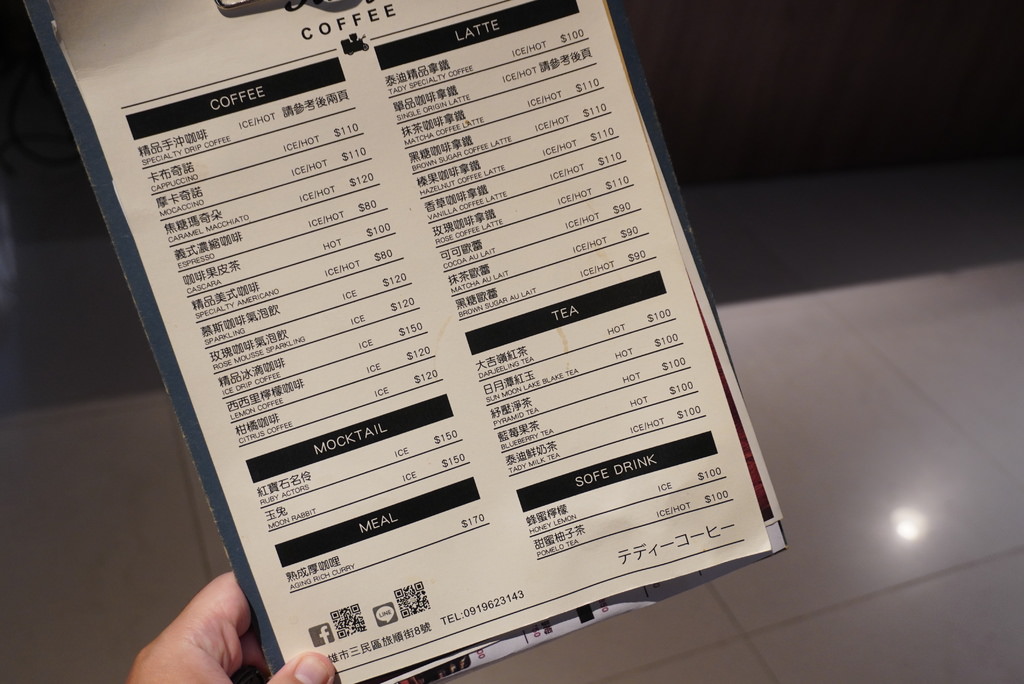 COFFEE
COFFEE
精品手沖咖啡 ICE/HOT 請參考後兩頁
SPECIALTY DRIP COFFEE
卡布奇諾 ICE/HOT $110
CAPPUCCINO
摩卡奇諾 ICE/HOT $110
MOCACCINO
焦糖瑪奇朵 ICE/HOT $120
CARAMEL MACCHIATO
義式濃縮咖啡 ICE/HOT $80
ESPRESSO
咖啡果皮茶 HOT $100
CASCARA
精品美式咖啡 ICE/HOT $80
SPECIALTY AMERICANO
慕斯咖啡氣泡飲 ICE $120
SPARKLING
玫瑰咖啡氣泡飲 ICE $120
ROSE MOUSSE SPARKLING
精品冰滴咖啡 ICE $150
ICE DRIP COFFEE
西西里檸檬咖啡 ICE $120
LEMON COFFEE
柑橘咖啡 ICE $120
CITRUS COFFEE
MOCKTAIL
紅寶石名伶 ICE $150
RUBY ACTORS
玉兔 ICE $150
MOON RABBIT
MEAL
熟成厚咖哩 $170
AGING RICH CURRY
LATTE
泰迪精品拿鐵 ICE/HOT $100
TADY SPECIALTY COFFEE
單品咖啡拿鐵 ICE/HOT 請參考後頁
SINGLE ORIGIN LATTE
抹茶咖啡拿鐵 ICE/HOT $110
MATCHA COFFEE LATTE
黑糖咖啡拿鐵 ICE/HOT $110
BROWN SUGAR COFFEE LATTE
榛果咖啡拿鐵 ICE/HOT $110
HAZELNUT COFFEE LATTE
香草咖啡拿鐵 ICE/HOT $110
VANILLA COFFEE LATTE
玫瑰咖啡拿鐵 ICE/HOT $110
ROSE COFFEE LATTE
可可歐蕾 ICE/HOT $90
COCOA AU LAIT
抹茶歐蕾 ICE/HOT $90
MATCHA AU LAIT
黑糖歐蕾 ICE/HOT $90
BROWN SUGAR AU LAIT
TEA
大吉嶺紅茶 HOT $100
DARJEELING TEA
日月潭紅玉 HOT $100
SUN MOON LAKE BLAKE TEA
紓壓淨茶 HOT $100
PYRAMID TEA
藍莓果茶 HOT $100
BLUEBERRY TEA
泰迪鮮奶茶 ICE/HOT $100
TADY MILK TEA
SOFE DRINK
蜂蜜檸檬 ICE $100
HONEY LEMON
甜蜜柚子茶 ICE/HOT $100
POMELO TEA
テディーコーヒー
LINE
雄市三民區旅順街8號 TEL:0919623143